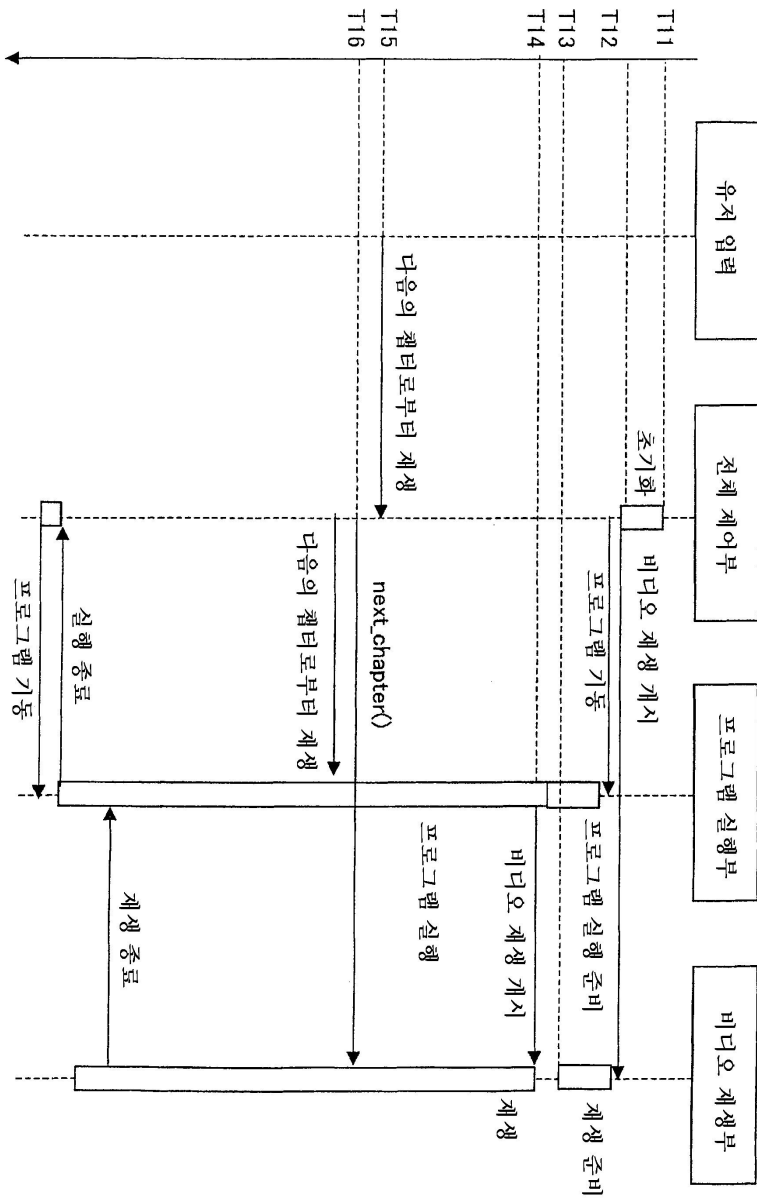 유저 입력
전체 제어부
프로그램 실행부
비디오 재생부
T11
T12
T13
T14
T15
T16
초기화
비디오 재생 개시
프로그램 기동
프로그램 실행 준비
재생 준비
비디오 재생 개시
재생
프로그램 실행
다음의 챕터로부터 재생
next_chapter()
다음의 챕터로부터 재생
재생 종료
실행 종료
프로그램 기동